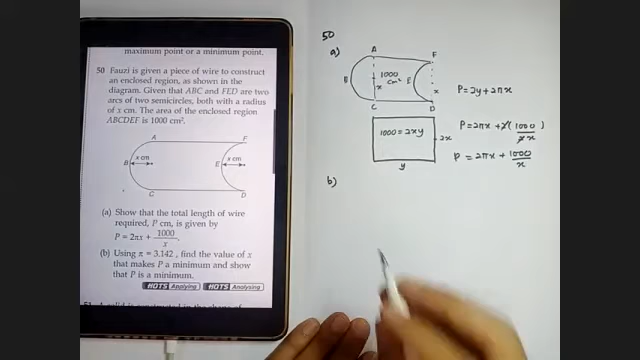 maximum point or a minimum point.
50 Fauzi is given a piece of wire to construct
an enclosed region, as shown in the
diagram. Given that ABC and FED are two
arcs of two semicircles, both with a radius
of x cm. The area of the enclosed region
ABCDEF is 1000 cm².
A F
B x cm E x cm
C D
(a) Show that the total length of wire
required, P cm, is given by
P = 2πx + 1000/x.
(b) Using π = 3.142, find the value of x
that makes P a minimum and show
that P is a minimum.
HOTS Applying HOTS Analysing
50
a)
A F
B 1000 cm² E
x x
C D
P = 2y + 2πx
1000 = 2xy
2x
y
P = 2πx + 2(1000/2x)
P = 2πx + 1000/x
b)